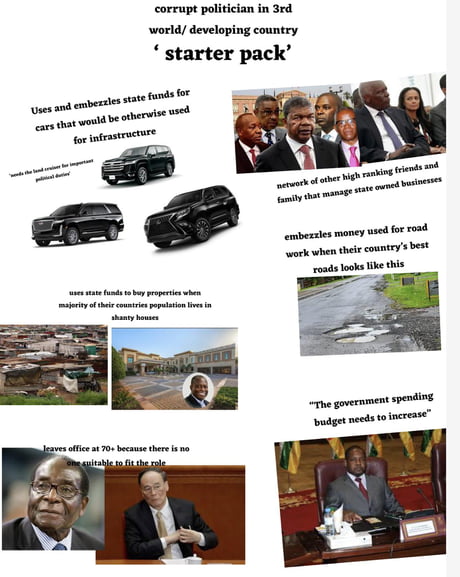 corrupt politician in 3rd
world/ developing country
‘ starter pack’
Uses and embezzles state funds for
cars that would be otherwise used
for infrastructure
'needs the land cruiser for important
political duties'
network of other high ranking friends and
family that manage state owned businesses
embezzles money used for road
work when their country's best
roads looks like this
uses state funds to buy properties when
majority of their countries population lives in
shanty houses
“The government spending
budget needs to increase”
leaves office at 70+ because there is no
one suitable to fit the role